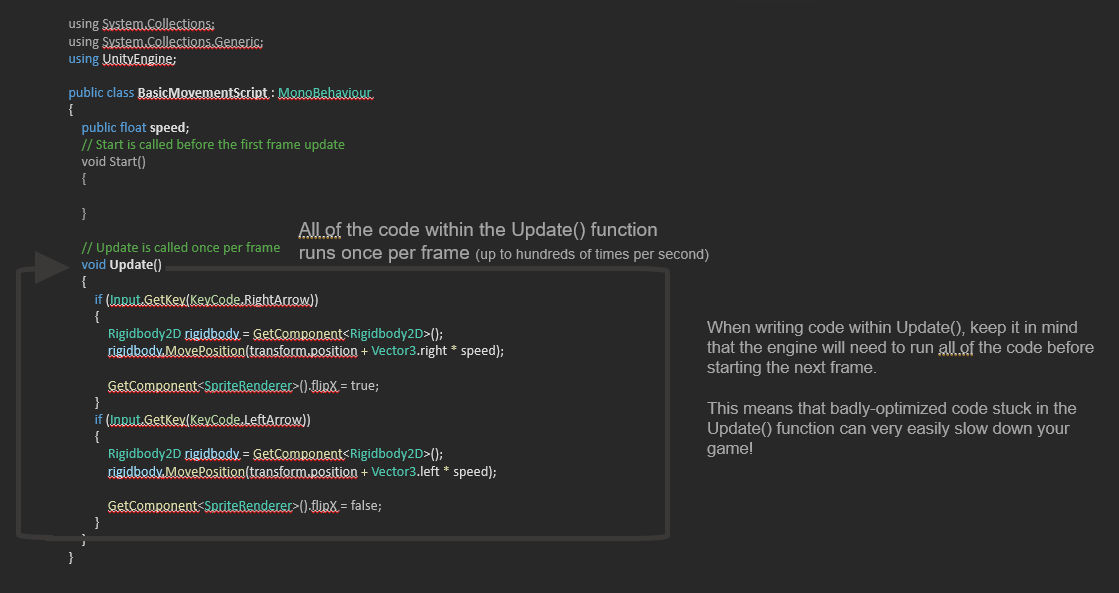 using System.Collections;
using System.Collections.Generic;
using UnityEngine;
public class BasicMovementScript : MonoBehaviour
{
public float speed;
// Start is called before the first frame update
void Start()
{
}
// Update is called once per frame
void Update()
{
if (Input.GetKey(KeyCode.RightArrow))
{
Rigidbody2D rigidbody = GetComponent<Rigidbody2D>();
rigidbody.MovePosition(transform.position + Vector3.right * speed);
GetComponent<SpriteRenderer>().flipX = true;
}
if (Input.GetKey(KeyCode.LeftArrow))
{
Rigidbody2D rigidbody = GetComponent<Rigidbody2D>();
rigidbody.MovePosition(transform.position + Vector3.left * speed);
GetComponent<SpriteRenderer>().flipX = false;
}
}
}
All of the code within the Update() function
runs once per frame (up to hundreds of times per second)
When writing code within Update(), keep it in mind
that the engine will need to run all of the code before
starting the next frame.
This means that badly-optimized code stuck in the
Update() function can very easily slow down your
game!